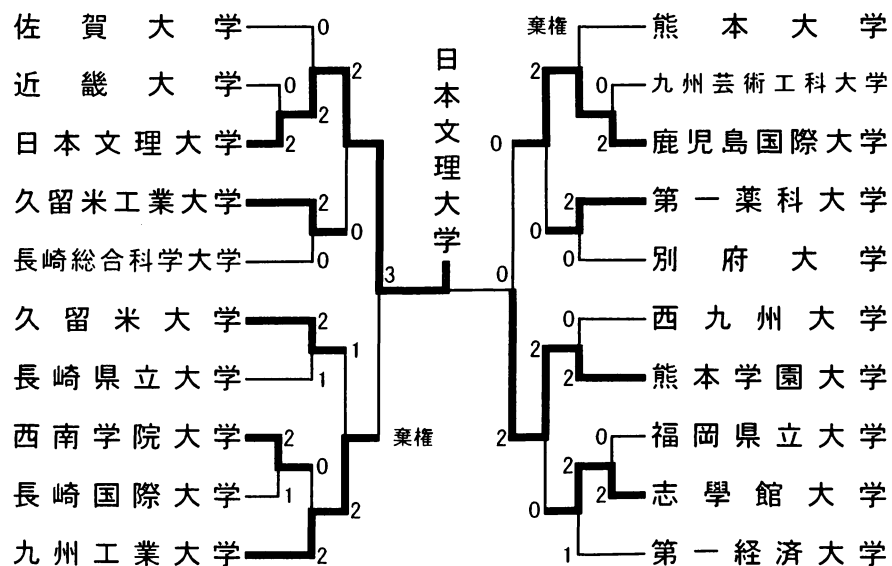 佐賀大学
0
近畿大学
0
2
2
日本文理大学
2
久留米工業大学
2
0
長崎総合科学大学
0
3
久留米大学
2
1
長崎県立大学
1
棄権
西南学院大学
2
0
長崎国際大学
1
2
九州工業大学
2
日本文理大学
棄権
熊本大学
2
0
九州芸術工科大学
0
2
鹿児島国際大学
2
第一薬科大学
0
0
別府大学
0
0
西九州大学
2
2
熊本学園大学
2
0
福岡県立大学
2
2
志學館大学
0
1
第一経済大学